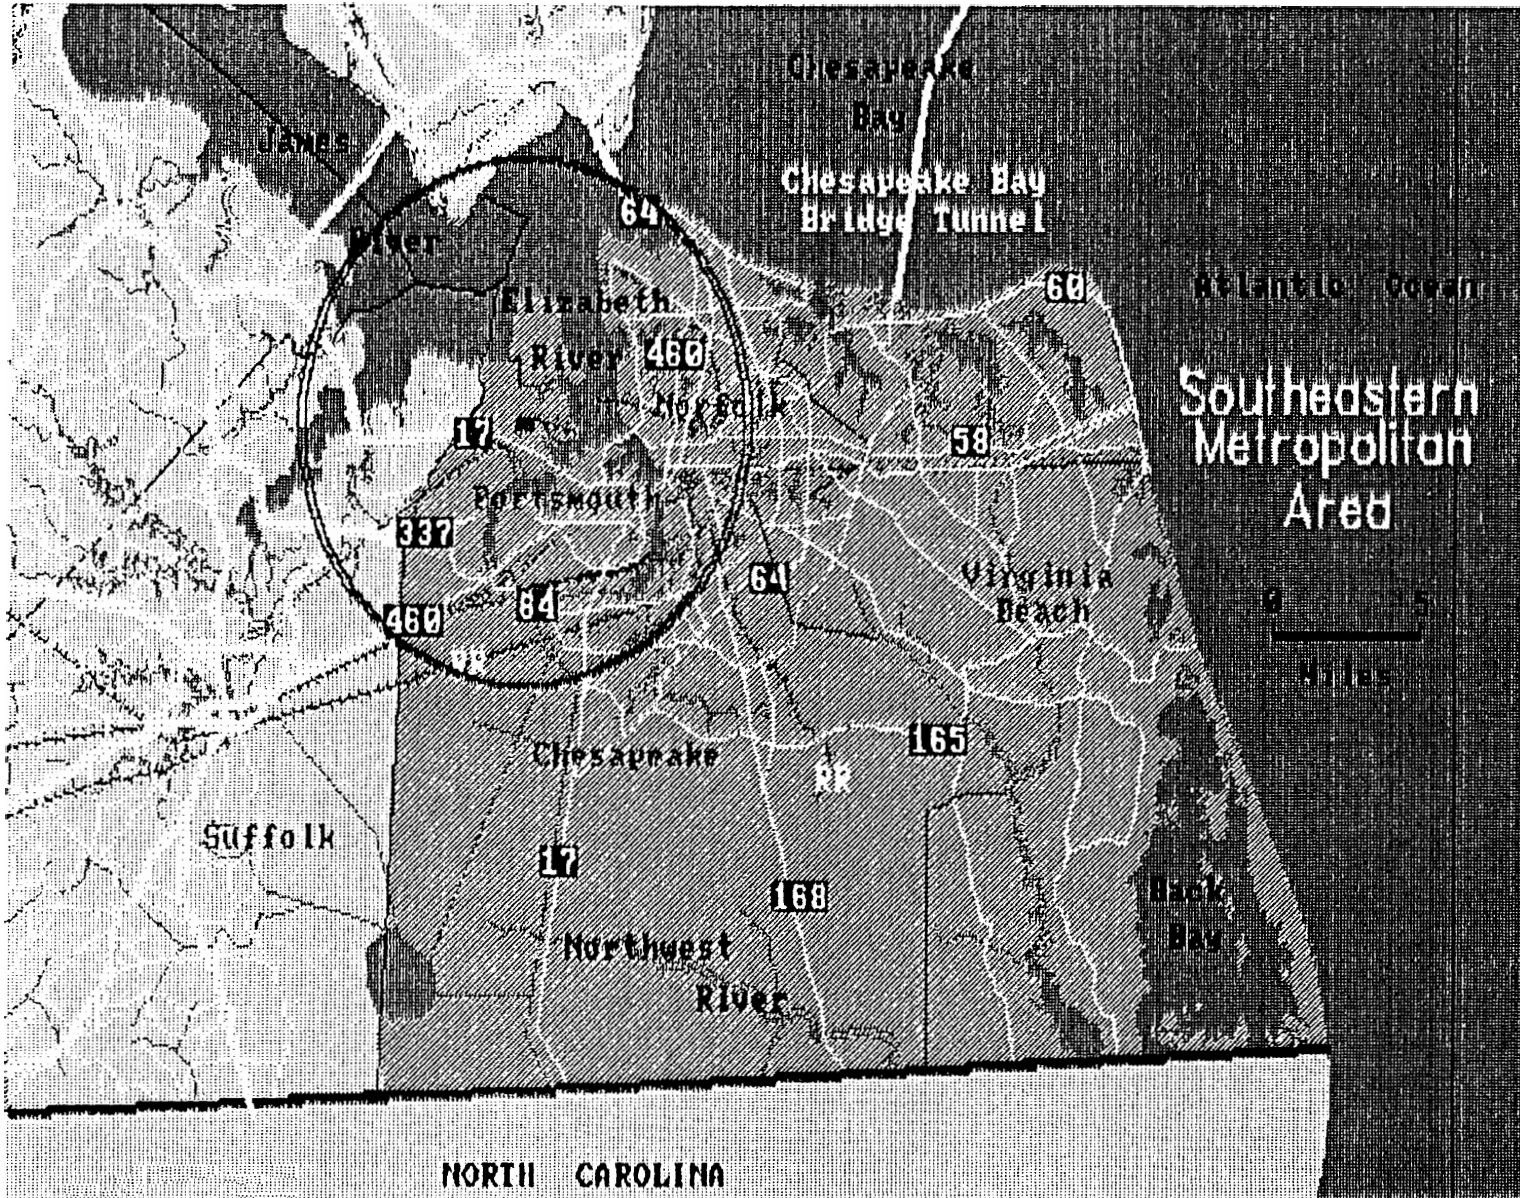 Chesapeake
Bay
James
Chesapeake Bay
Bridge Tunnel
64
River
Atlantic Ocean
60
Elizabeth
River
460
Norfolk
Southeastern
Metropolitan
Area
17
58
Portsmouth
337
64
Virginia
Beach
0 5
Miles
84
460
165
Chesapeake
RR
Suffolk
17
168
Back
Bay
Northwest
River
NORTH CAROLINA